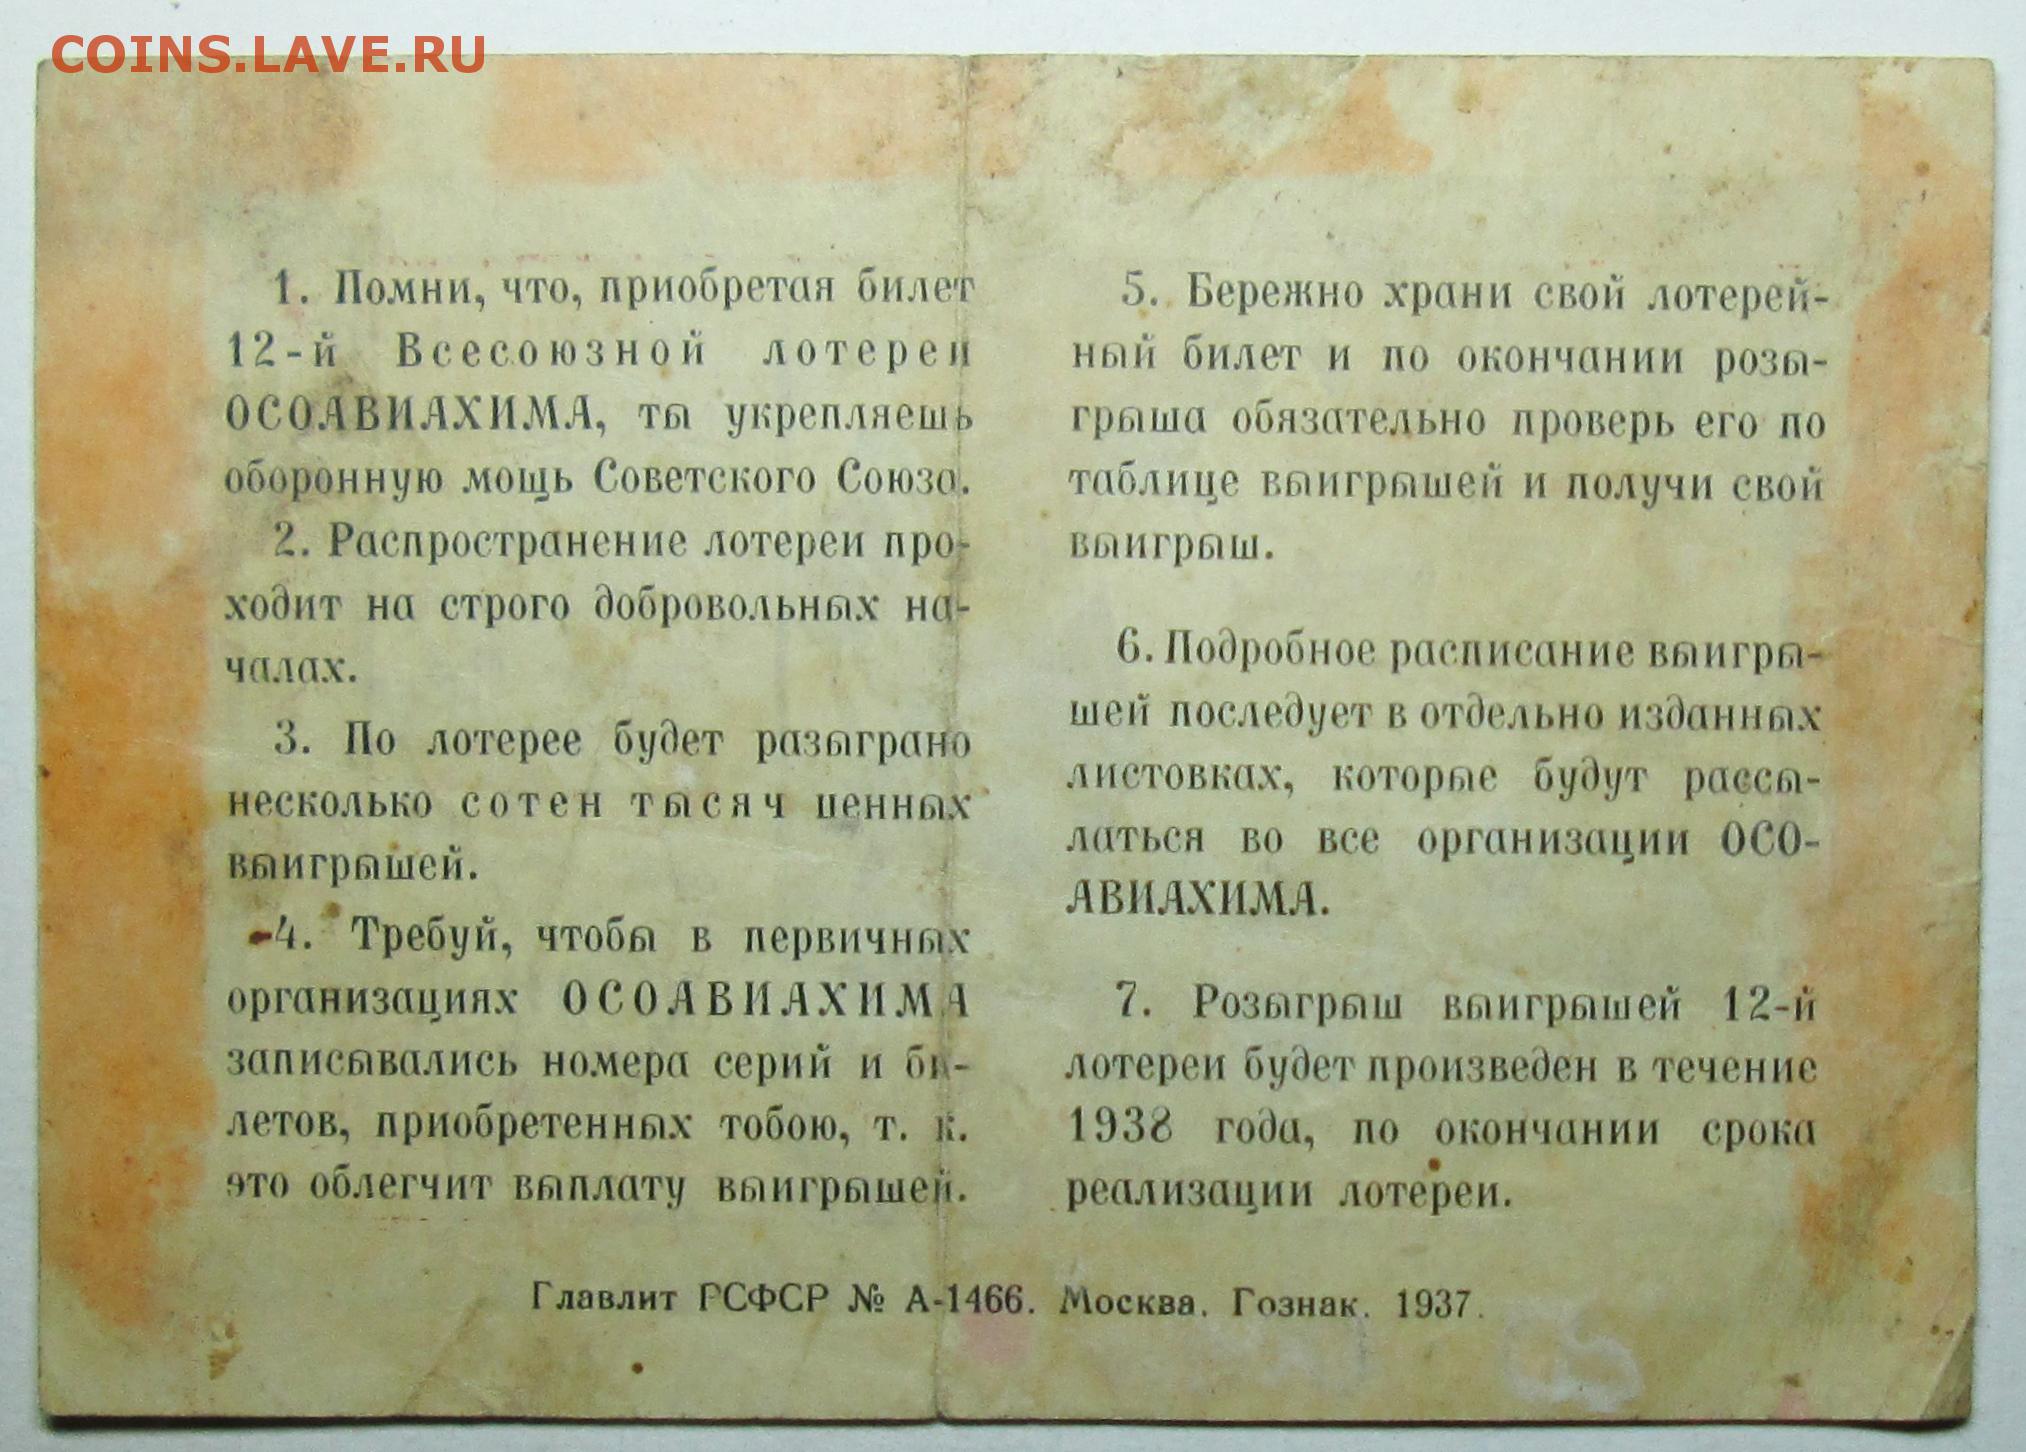 COINS.LAVE.RU
1. Помни, что, приобретая билет
12-й Всесоюзной лотереи
ОСОАВИАХИМА, ты укрепляешь
оборонную мощь Советского Союза.
2. Распространение лотереи про-
ходит на строго добровольных на-
чалах.
3. По лотерее будет разыграно
несколько сотен тысяч ценных
выигрышей.
4. Требуй, чтобы в первичных
организациях ОСОАВИАХИМА
записывались номера серий и би-
летов, приобретенных тобою, т. к.
это облегчит выплату выигрышей.
5. Бережно храни свой лотерей-
ный билет и по окончании розы-
грыша обязательно проверь его по
таблице выигрышей и получи свой
выигрыш.
6. Подробное расписание выигры-
шей последует в отдельно изданных
листовках, которые будут рассы-
латься во все организации ОСО-
АВИАХИМА.
7. Розыгрыш выигрышей 12-й
лотереи будет произведен в течение
1938 года, по окончании срока
реализации лотереи.
Главлит РСФСР № А-1466. Москва. Гознак. 1937.